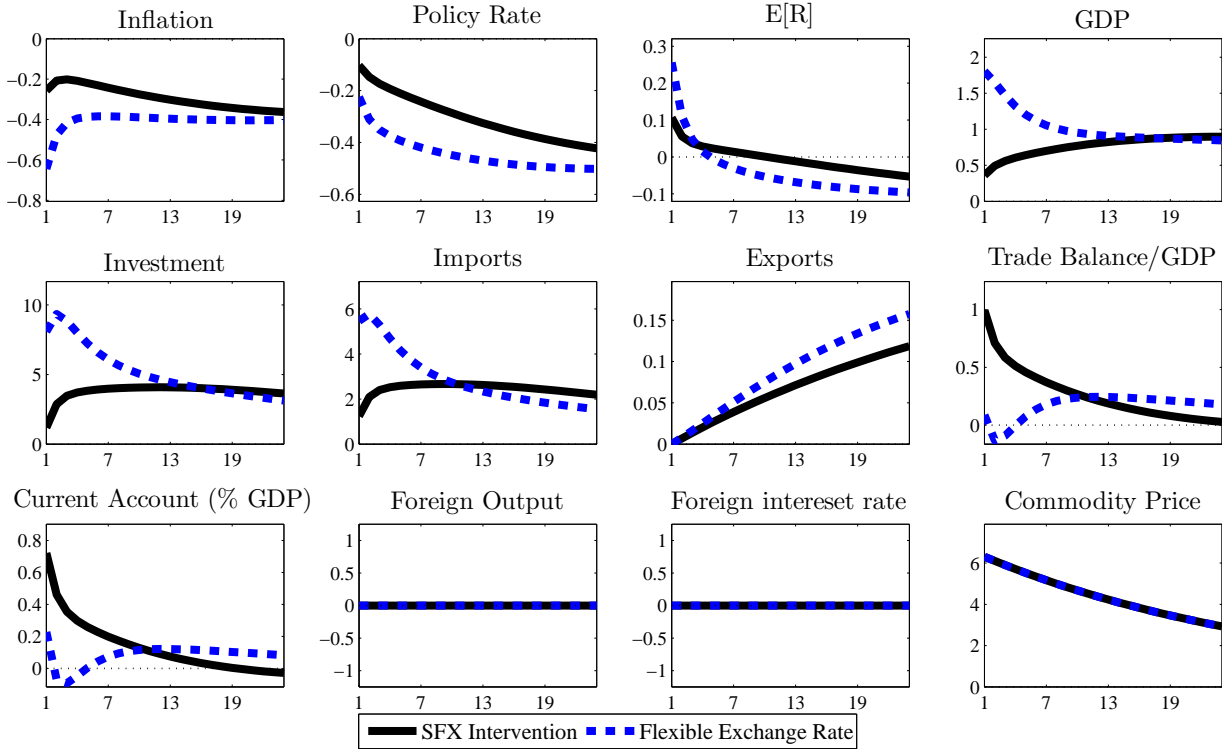 Inflation Policy Rate E[R] GDP
0 0 0.3 2
−0.2 −0.2 0.2 1.5
−0.4 −0.4 0.1 1
−0.6 −0.6 0 0.5
−0.8 −0.1 0
1 7 13 19 1 7 13 19 1 7 13 19 1 7 13 19
Investment Imports Exports Trade Balance/GDP
10 6 0.15 1
5 4 0.1 0.5
0 2 0.05 0
0 0
1 7 13 19 1 7 13 19 1 7 13 19 1 7 13 19
Current Account (% GDP) Foreign Output Foreign intereset rate Commodity Price
0.8 1 1 6
0.6 0.5 0.5 4
0.4 0 0 2
0.2 −0.5 −0.5 0
0 −1 −1
1 7 13 19 1 7 13 19 1 7 13 19 1 7 13 19
SFX Intervention Flexible Exchange Rate